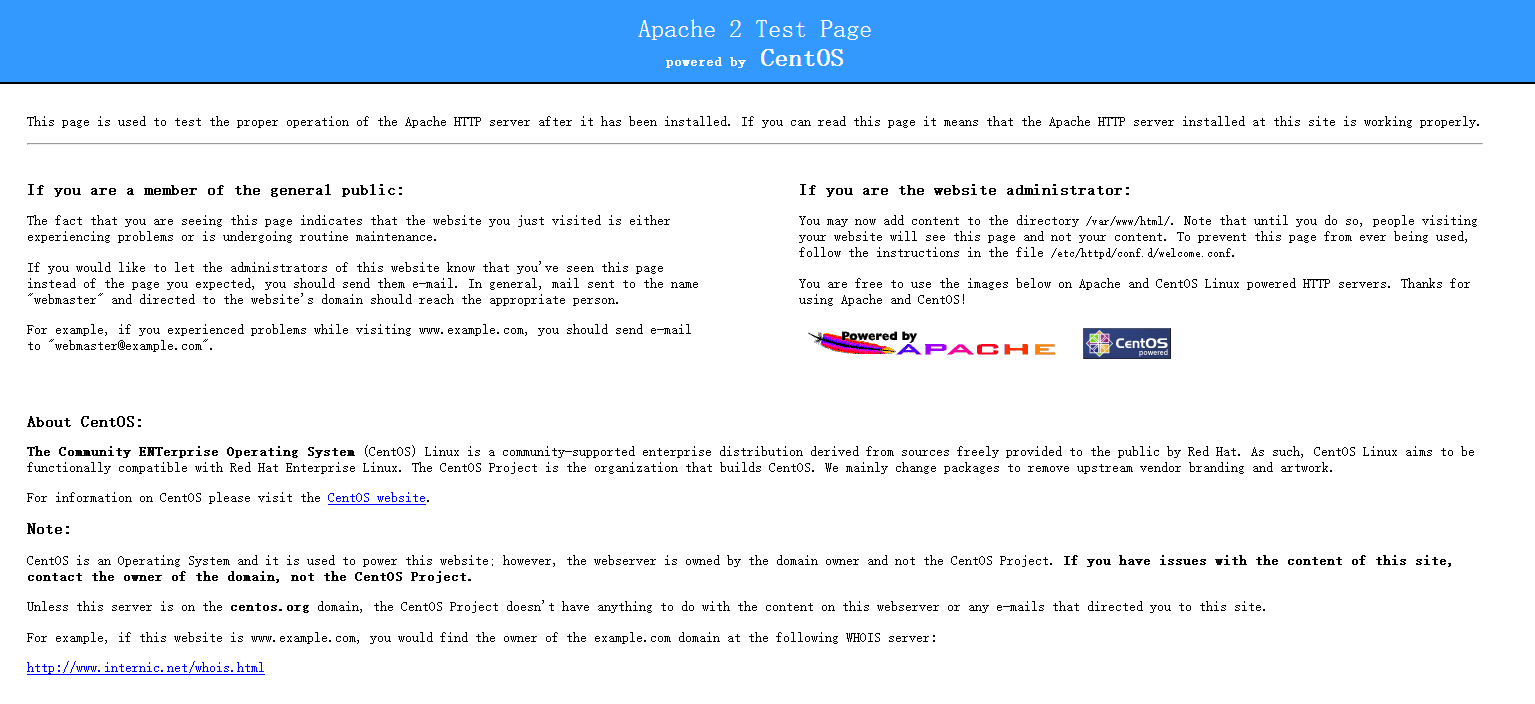 Apache 2 Test Page
powered by CentOS
This page is used to test the proper operation of the Apache HTTP server after it has been installed. If you can read this page it means that the Apache HTTP server installed at this site is working properly.
If you are a member of the general public:
The fact that you are seeing this page indicates that the website you just visited is either
experiencing problems or is undergoing routine maintenance.
If you would like to let the administrators of this website know that you've seen this page
instead of the page you expected, you should send them e-mail. In general, mail sent to the name
"webmaster" and directed to the website's domain should reach the appropriate person.
For example, if you experienced problems while visiting www.example.com, you should send e-mail
to "webmaster@example.com".
If you are the website administrator:
You may now add content to the directory /var/www/html/. Note that until you do so, people visiting
your website will see this page and not your content. To prevent this page from ever being used,
follow the instructions in the file /etc/httpd/conf.d/welcome.conf.
You are free to use the images below on Apache and CentOS Linux powered HTTP servers. Thanks for
using Apache and CentOS!
Powered by
APACHE
CentOS
powered
About CentOS:
The Community ENTerprise Operating System (CentOS) Linux is a community-supported enterprise distribution derived from sources freely provided to the public by Red Hat. As such, CentOS Linux aims to be
functionally compatible with Red Hat Enterprise Linux. The CentOS Project is the organization that builds CentOS. We mainly change packages to remove upstream vendor branding and artwork.
For information on CentOS please visit the CentOS website.
Note:
CentOS is an Operating System and it is used to power this website; however, the webserver is owned by the domain owner and not the CentOS Project. If you have issues with the content of this site,
contact the owner of the domain, not the CentOS Project.
Unless this server is on the centos.org domain, the CentOS Project doesn't have anything to do with the content on this webserver or any e-mails that directed you to this site.
For example, if this website is www.example.com, you would find the owner of the example.com domain at the following WHOIS server:
http://www.internic.net/whois.html